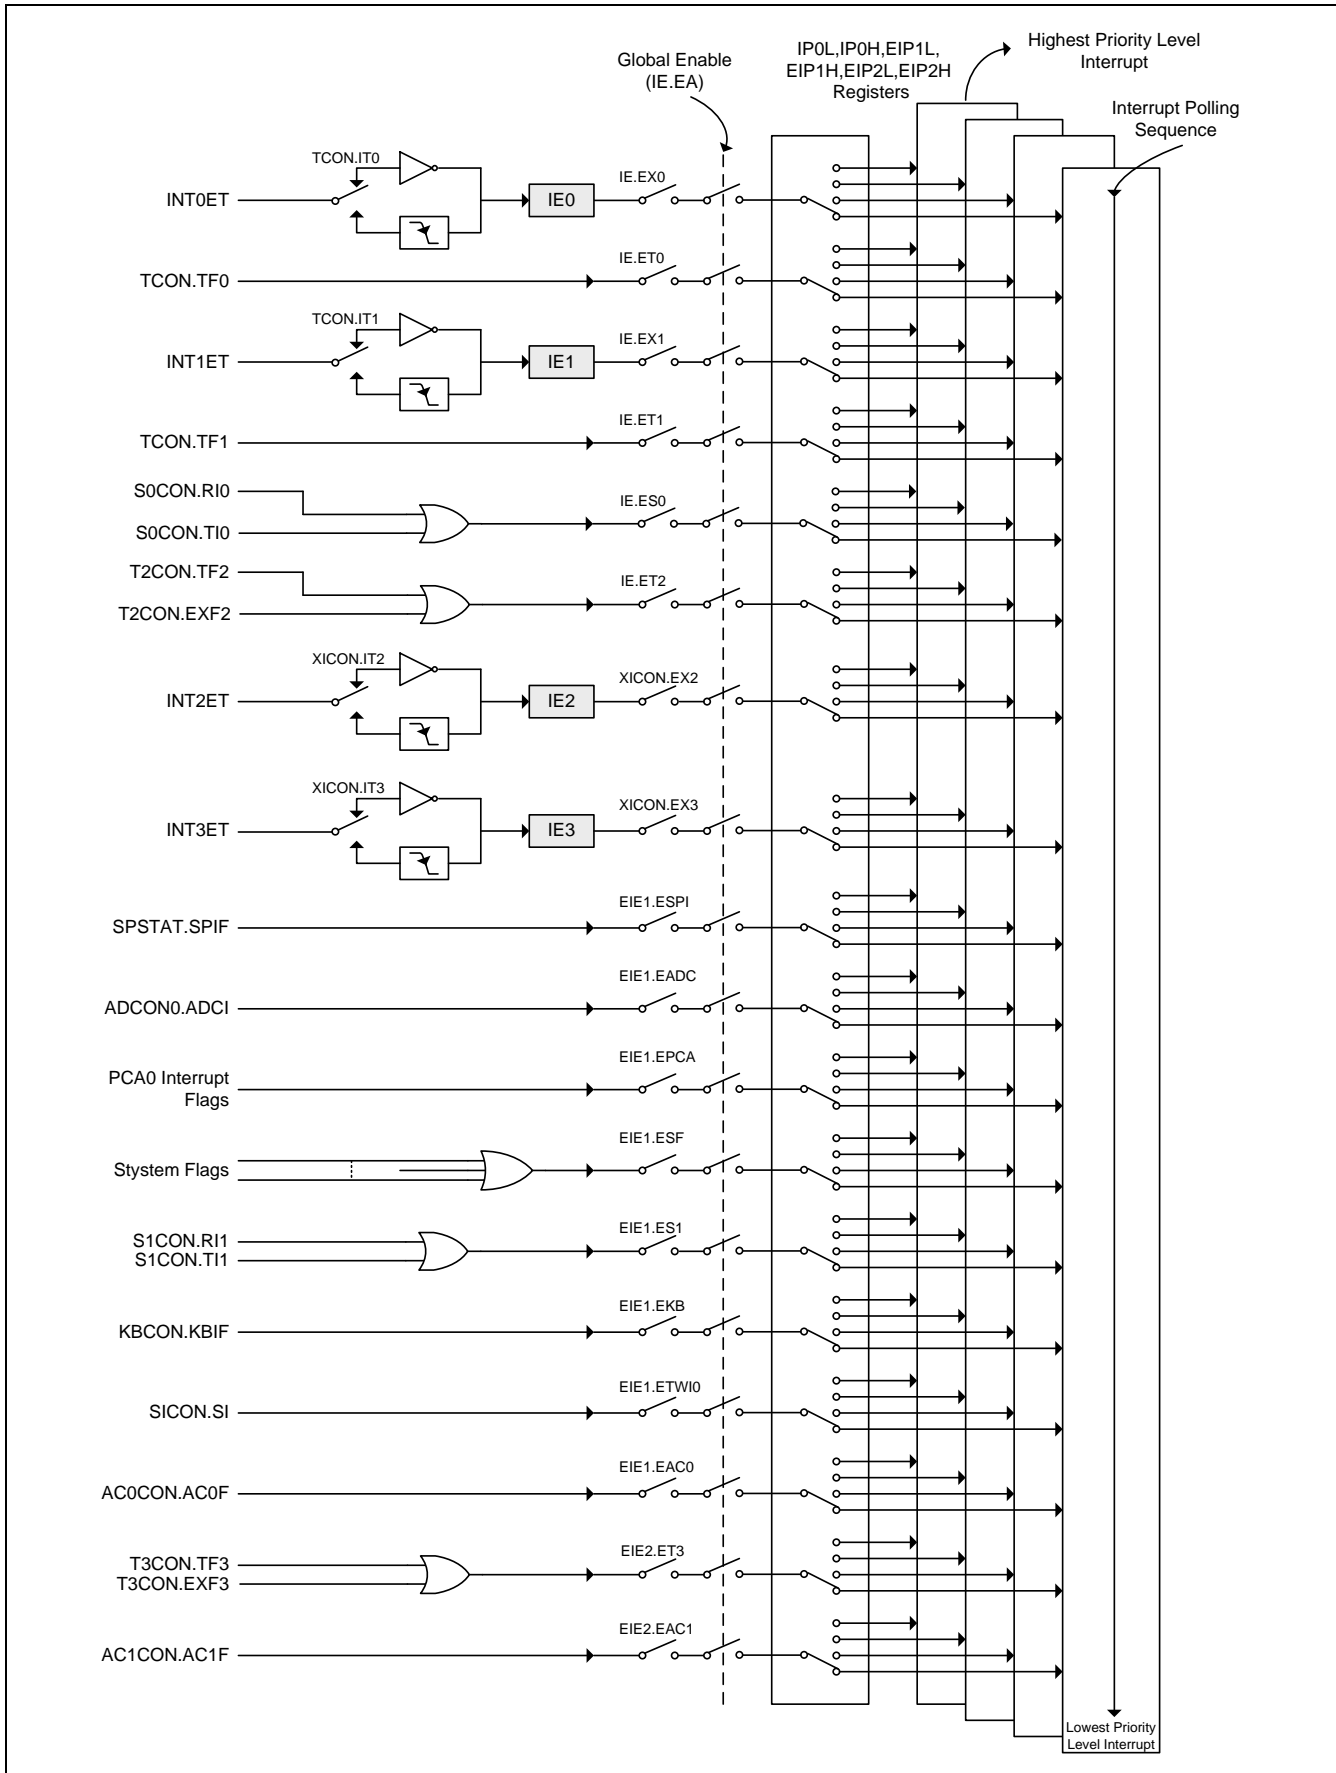 Global Enable
(IE.EA)
IP0L,IP0H,EIP1L,
EIP1H,EIP2L,EIP2H
Registers
Highest Priority Level
Interrupt
Interrupt Polling
Sequence
TCON.IT0
INT0ET
IE0
IE.EX0
TCON.TF0
IE.ET0
TCON.IT1
INT1ET
IE1
IE.EX1
TCON.TF1
IE.ET1
S0CON.RI0
S0CON.TI0
IE.ES0
T2CON.TF2
T2CON.EXF2
IE.ET2
XICON.IT2
INT2ET
IE2
XICON.EX2
XICON.IT3
INT3ET
IE3
XICON.EX3
SPSTAT.SPIF
EIE1.ESPI
ADCON0.ADCI
EIE1.EADC
PCA0 Interrupt
Flags
EIE1.EPCA
Stystem Flags
EIE1.ESF
S1CON.RI1
S1CON.TI1
EIE1.ES1
KBCON.KBIF
EIE1.EKB
SICON.SI
EIE1.ETWI0
AC0CON.AC0F
EIE1.EAC0
T3CON.TF3
T3CON.EXF3
EIE2.ET3
AC1CON.AC1F
EIE2.EAC1
Lowest Priority
Level Interrupt